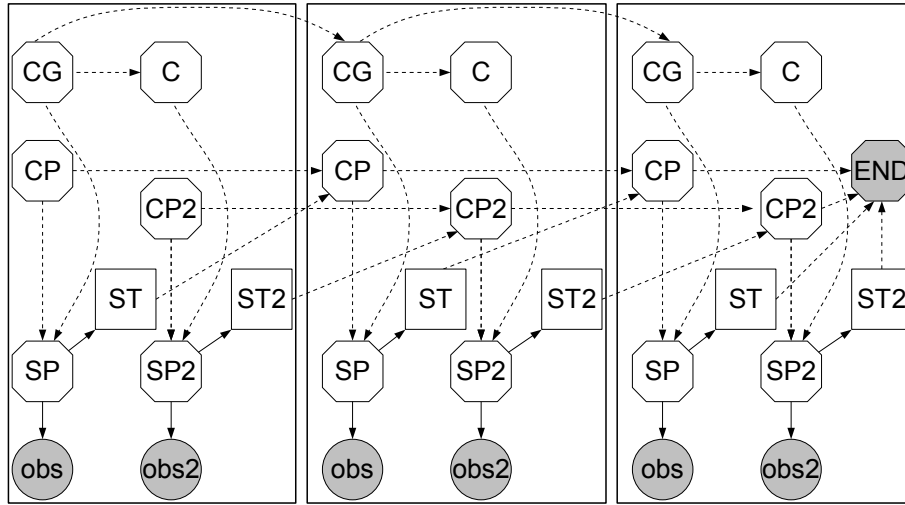 CG C CG C CG C
CP CP CP END
CP2 CP2 CP2
ST ST2 ST ST2 ST ST2
SP SP2 SP SP2 SP SP2
obs obs2 obs obs2 obs obs2